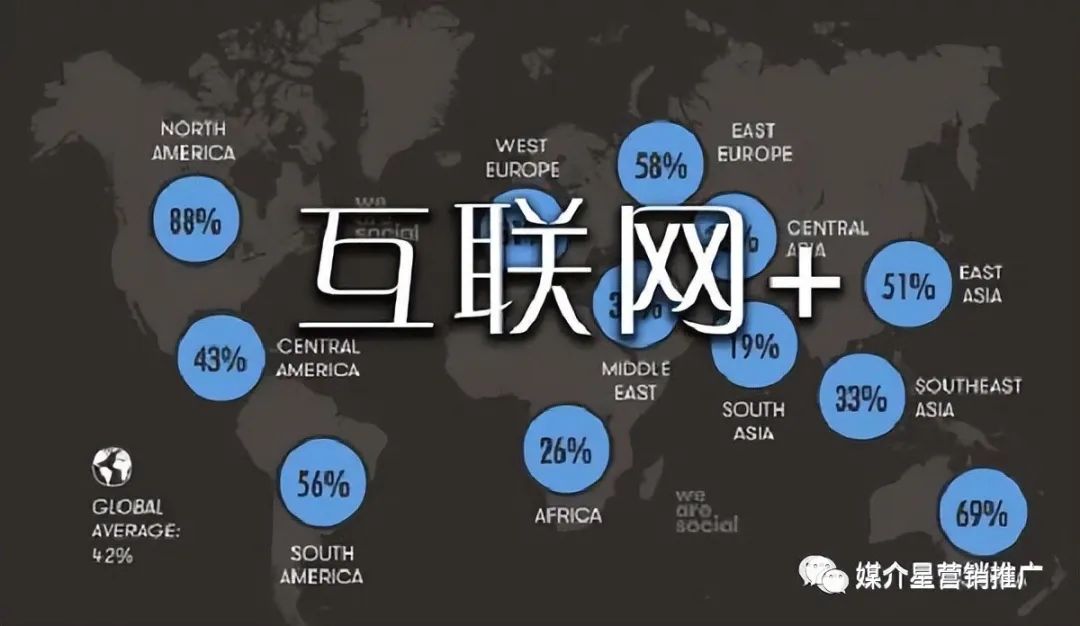 NORTH
AMERICA
88%
WEST
EUROPE
58%
EAST
EUROPE
we
are
social
互联网+
CENTRAL
ASIA
51%
EAST
ASIA
43%
CENTRAL
AMERICA
MIDDLE
EAST
19%
SOUTH
ASIA
33%
SOUTHEAST
ASIA
26%
AFRICA
56%
SOUTH
AMERICA
GLOBAL
AVERAGE:
42%
we
are
social
69%
媒介星营销推广